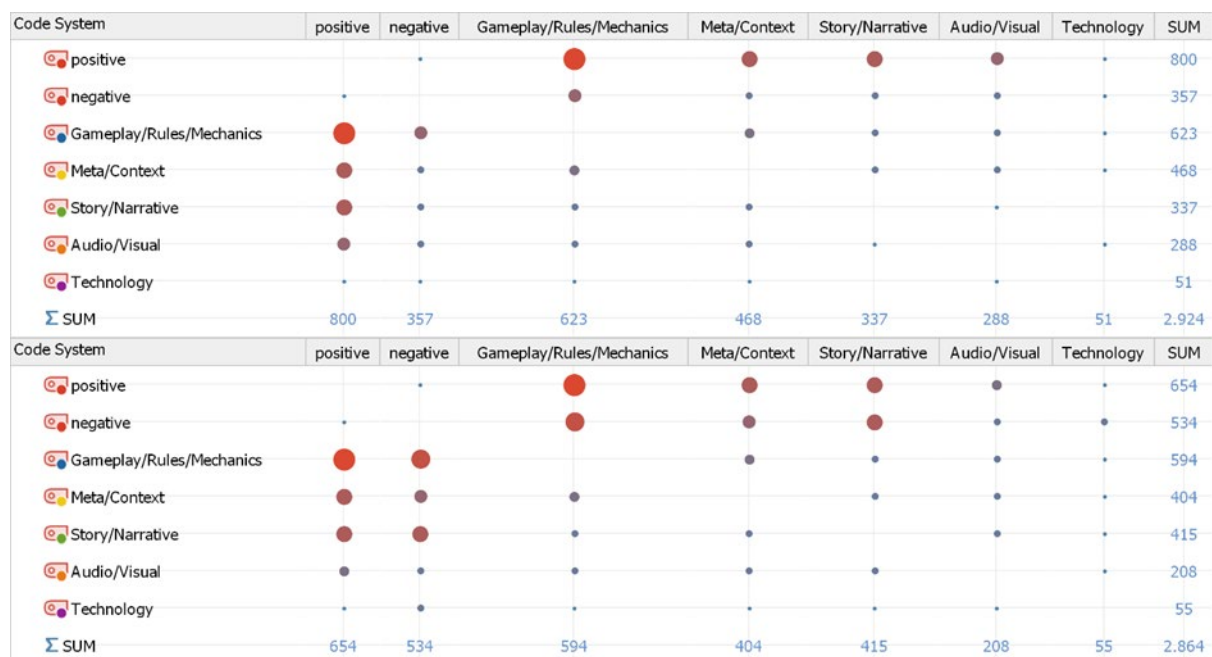 Code System positive negative Gameplay/Rules/Mechanics Meta/Context Story/Narrative Audio/Visual Technology SUM
positive 800
negative 357
Gameplay/Rules/Mechanics 623
Meta/Context 468
Story/Narrative 337
Audio/Visual 288
Technology 51
Σ SUM 800 357 623 468 337 288 51 2.924
Code System positive negative Gameplay/Rules/Mechanics Meta/Context Story/Narrative Audio/Visual Technology SUM
positive 654
negative 534
Gameplay/Rules/Mechanics 594
Meta/Context 404
Story/Narrative 415
Audio/Visual 208
Technology 55
Σ SUM 654 534 594 404 415 208 55 2.864